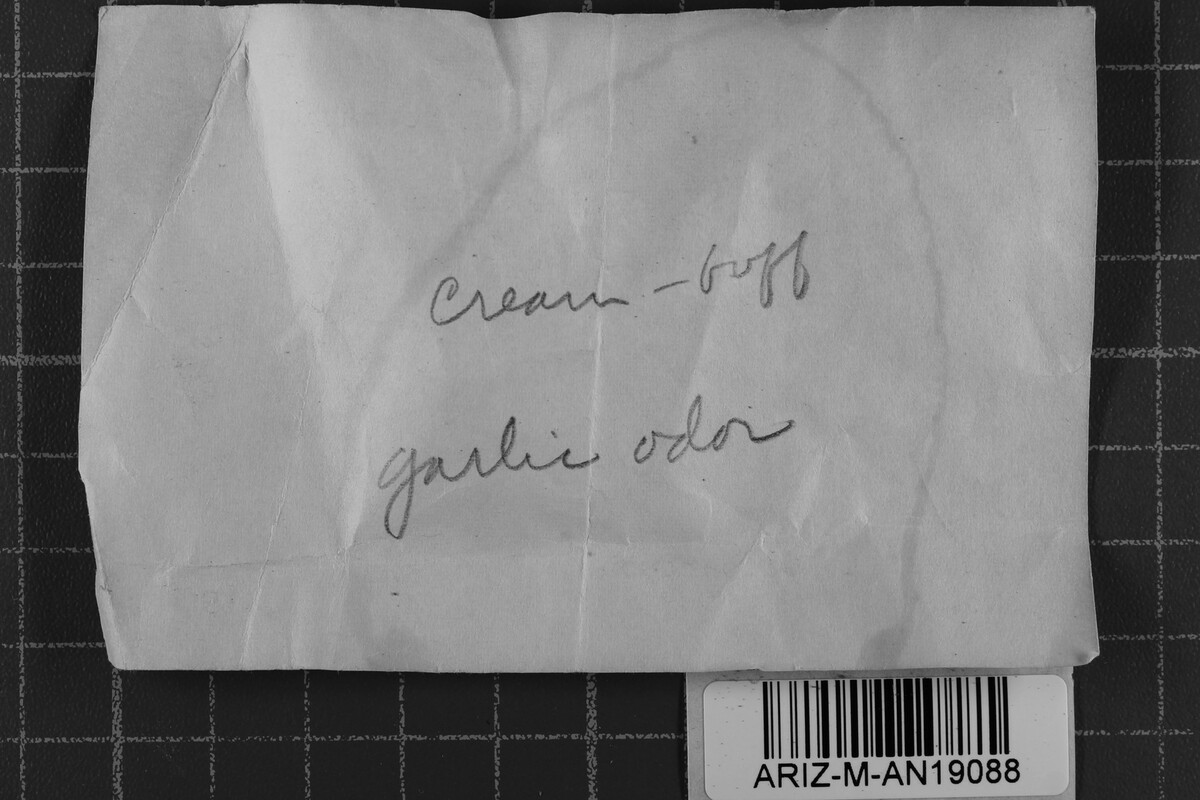 cream - buff
garlic odor
ARIZ-M-AN19088